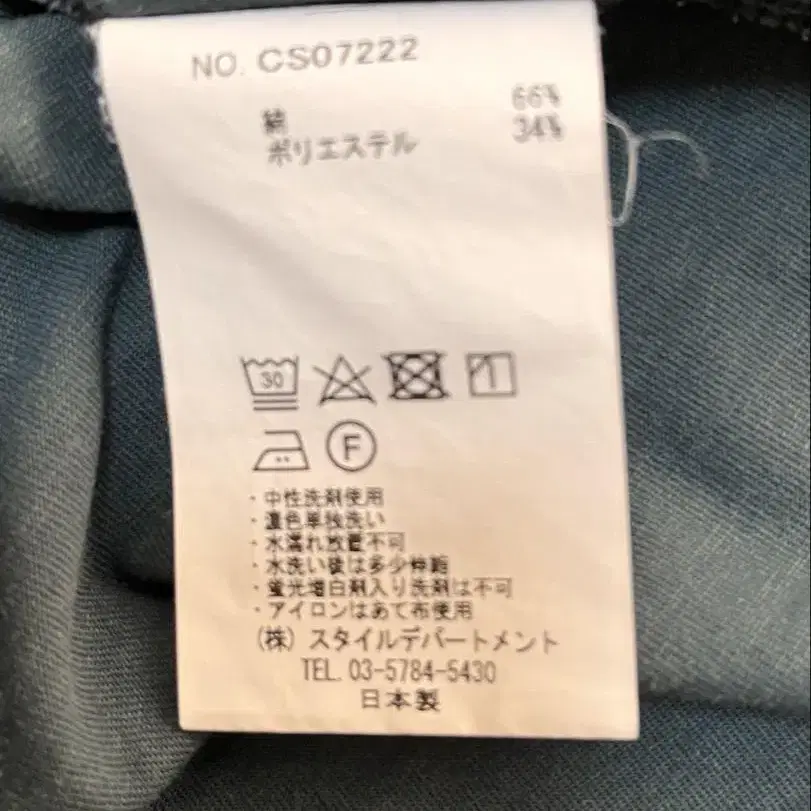 NO. CS07222
綿 66%
ポリエステル 34%
30
F
・中性洗剤使用
・濃色単独洗い
・水濡れ放置不可
・水洗い後は多少伸縮
・蛍光増白剤入り洗剤は不可
・アイロンはあて布使用
(株) スタイルデパートメント
TEL. 03-5784-5430
日本製